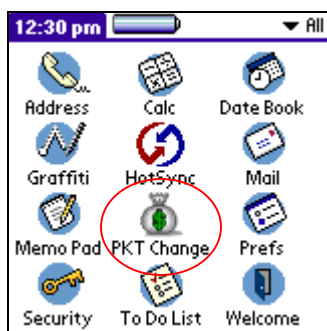 12:30 pm All
Address Calc Date Book
Graffiti HotSync Mail
Memo Pad PKT Change Prefs
Security To Do List Welcome